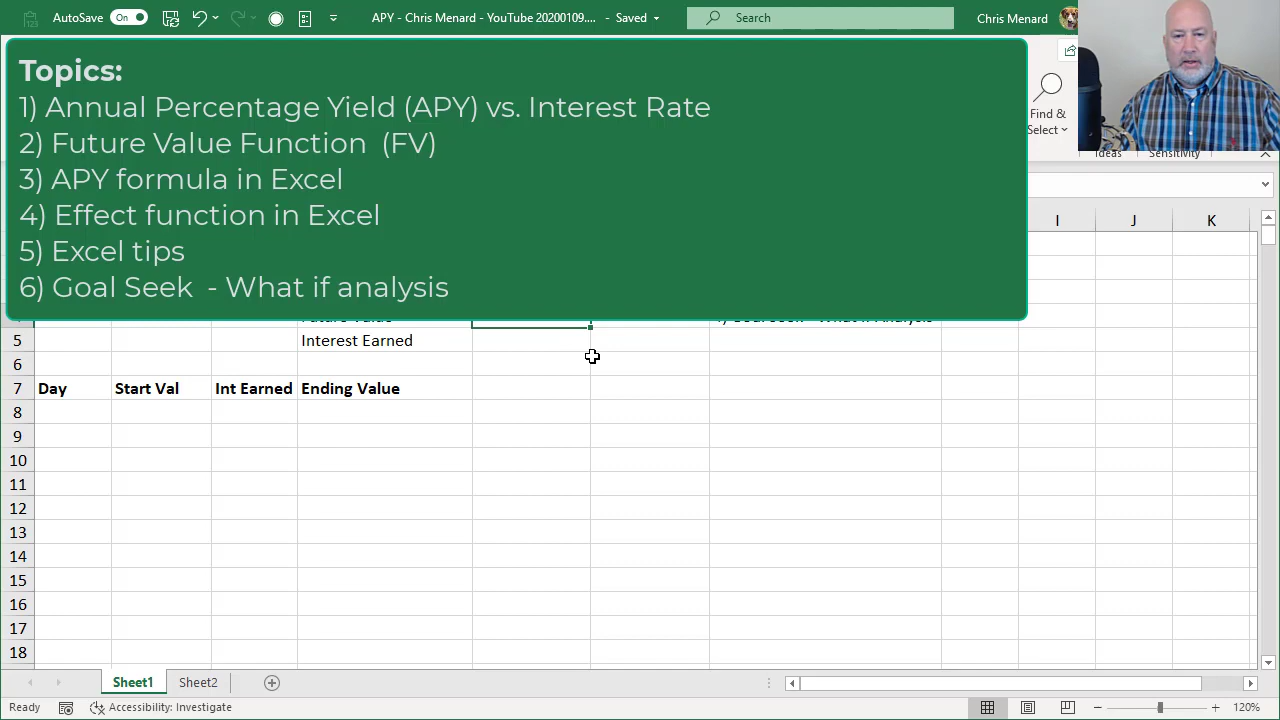 AutoSave On APY - Chris Menard - YouTube 20200109.... - Saved Search Chris Menard
Topics:
1) Annual Percentage Yield (APY) vs. Interest Rate
2) Future Value Function (FV)
3) APY formula in Excel
4) Effect function in Excel
5) Excel tips
6) Goal Seek - What if analysis
Find &
Select
Ideas Sensitivity
I J K
5 Interest Earned
6
7 Day Start Val Int Earned Ending Value
8
9
10
11
12
13
14
15
16
17
18
Sheet1 Sheet2
Ready Accessibility: Investigate 120%